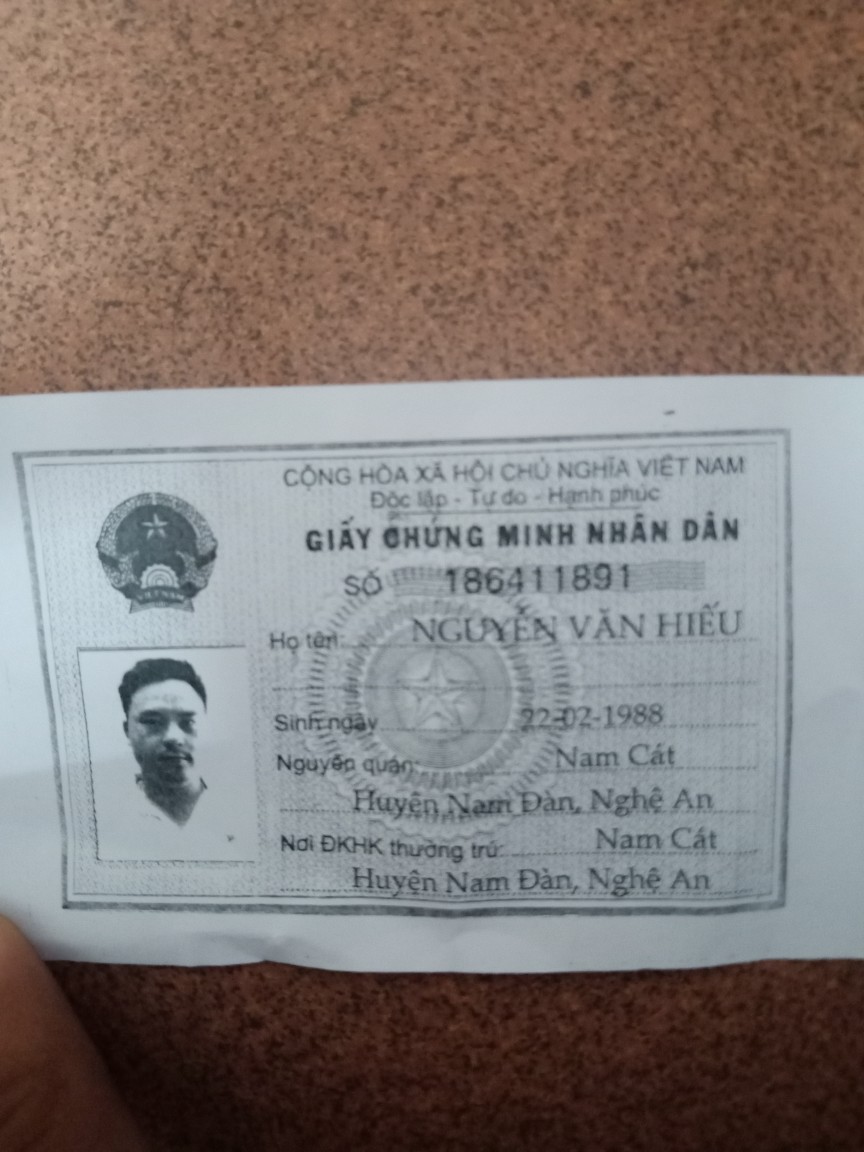 CỘNG HÒA XÃ HỘI CHỦ NGHĨA VIỆT NAM
Độc lập - Tự do - Hạnh phúc
GIẤY CHỨNG MINH NHÂN DÂN
SỐ 186411891
VIỆT NAM
Họ tên: NGUYỄN VĂN HIẾU
Sinh ngày 22-02-1988
Nguyên quán: Nam Cát
Huyện Nam Đàn, Nghệ An
Nơi ĐKHK thường trú: Nam Cát
Huyện Nam Đàn, Nghệ An